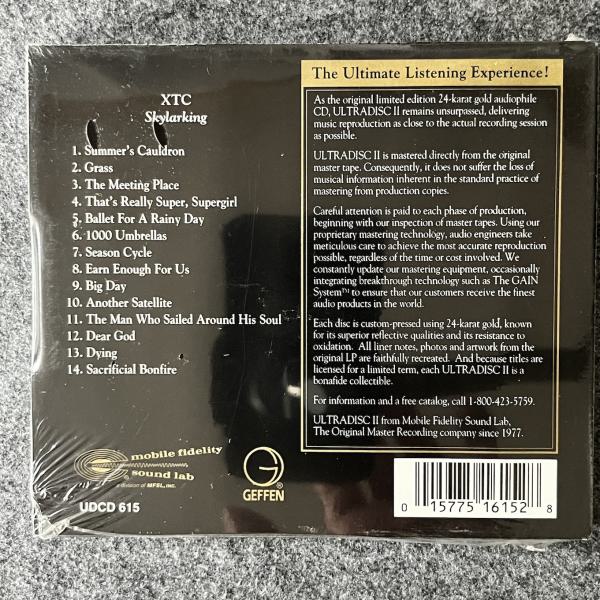 XTC
Skylarking
1. Summer's Cauldron
2. Grass
3. The Meeting Place
4. That's Really Super, Supergirl
5. Ballet For A Rainy Day
6. 1000 Umbrellas
7. Season Cycle
8. Earn Enough For Us
9. Big Day
10. Another Satellite
11. The Man Who Sailed Around His Soul
12. Dear God
13. Dying
14. Sacrificial Bonfire
mobile fidelity
sound lab
a division of MFSL, inc.
UDCD 615
G
GEFFEN
The Ultimate Listening Experience!
As the original limited edition 24-karat gold audiophile
CD, ULTRADISC II remains unsurpassed, delivering
music reproduction as close to the actual recording session
as possible.
ULTRADISC II is mastered directly from the original
master tape. Consequently, it does not suffer the loss of
musical information inherent in the standard practice of
mastering from production copies.
Careful attention is paid to each phase of production,
beginning with our inspection of master tapes. Using our
proprietary mastering technology, audio engineers take
meticulous care to achieve the most accurate reproduction
possible, regardless of the time or cost involved. We
constantly update our mastering equipment, occasionally
integrating breakthrough technology such as The GAIN
System™ to ensure that our customers receive the finest
audio products in the world.
Each disc is custom-pressed using 24-karat gold, known
for its superior reflective qualities and its resistance to
oxidation. All liner notes, photos and artwork from the
original LP are faithfully recreated. And because titles are
licensed for a limited term, each ULTRADISC II is a
bonafide collectible.
For information and a free catalog, call 1-800-423-5759.
ULTRADISC II from Mobile Fidelity Sound Lab,
The Original Master Recording company since 1977.
0 15775 16152 8